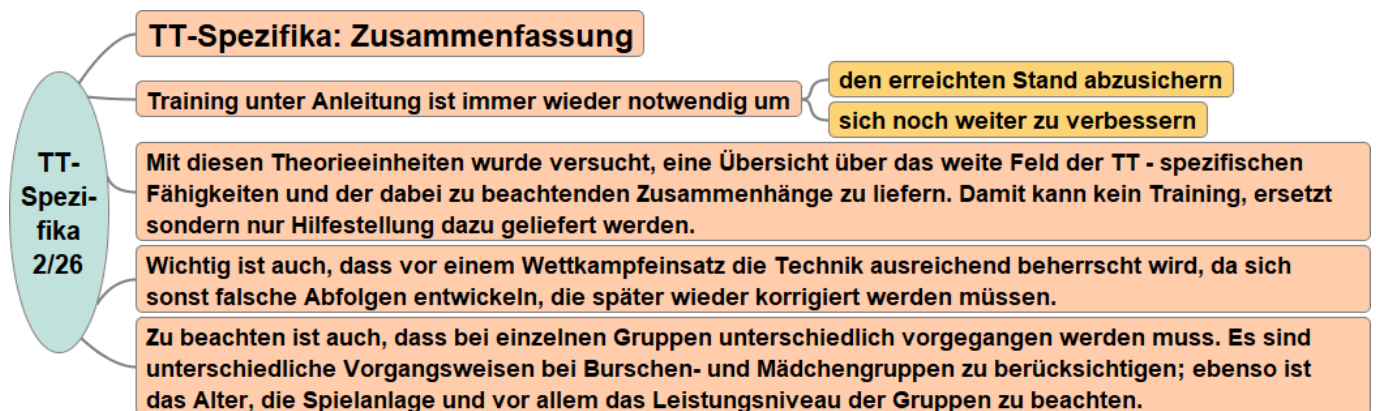 TT-Spezifika: Zusammenfassung
TT-
Spezi-
fika
2/26
Training unter Anleitung ist immer wieder notwendig um
den erreichten Stand abzusichern
sich noch weiter zu verbessern
Mit diesen Theorieeinheiten wurde versucht, eine Übersicht über das weite Feld der TT - spezifischen
Fähigkeiten und der dabei zu beachtenden Zusammenhänge zu liefern. Damit kann kein Training, ersetzt
sondern nur Hilfestellung dazu geliefert werden.
Wichtig ist auch, dass vor einem Wettkampfeinsatz die Technik ausreichend beherrscht wird, da sich
sonst falsche Abfolgen entwickeln, die später wieder korrigiert werden müssen.
Zu beachten ist auch, dass bei einzelnen Gruppen unterschiedlich vorgegangen werden muss. Es sind
unterschiedliche Vorgangsweisen bei Burschen- und Mädchengruppen zu berücksichtigen; ebenso ist
das Alter, die Spielanlage und vor allem das Leistungsniveau der Gruppen zu beachten.